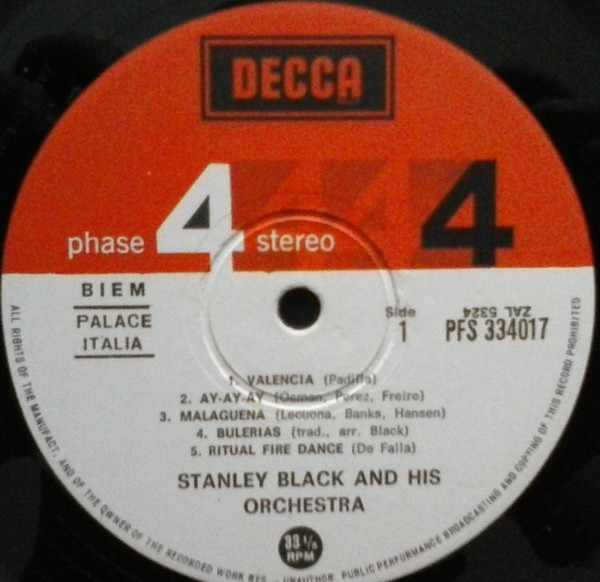 DECCA
4 4
phase stereo
BIEM
PALACE
ITALIA
Side
1
ZAL 5324
PFS 334017
1. VALENCIA (Padilla)
2. AY-AY-AY (Osman, Perez, Freire)
3. MALAGUENA (Lecuona, Banks, Hansen)
4. BULERIAS (trad., arr. Black)
5. RITUAL FIRE DANCE (De Falla)
STANLEY BLACK AND HIS
ORCHESTRA
33 1/3
RPM
ALL RIGHTS OF THE MANUFACT. AND OF THE OWNER OF THE RECORDED WORK RES. - UNAUTHOR. PUBLIC PERFORMANCE BROADCASTING AND COPYING OF THIS RECORD PROHIBITED